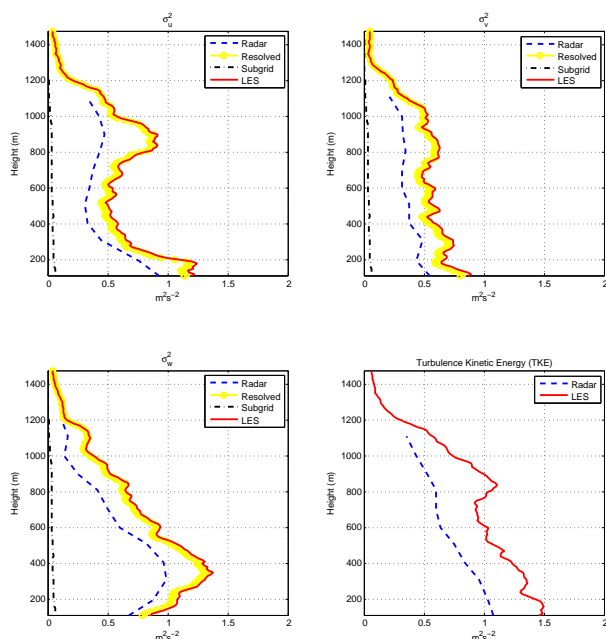 σ²ᵤ
σ²ᵥ
1400
1200
1000
800
600
400
200
Height (m)
0 0.5 1 1.5 2
m²s⁻²
Radar
Resolved
Subgrid
LES
1400
1200
1000
800
600
400
200
Height (m)
0 0.5 1 1.5 2
m²s⁻²
Radar
Resolved
Subgrid
LES
σ²w
Turbulence Kinetic Energy (TKE)
1400
1200
1000
800
600
400
200
Height (m)
0 0.5 1 1.5 2
m²s⁻²
Radar
Resolved
Subgrid
LES
1400
1200
1000
800
600
400
200
Height (m)
0 0.5 1 1.5 2
m²s⁻²
Radar
LES